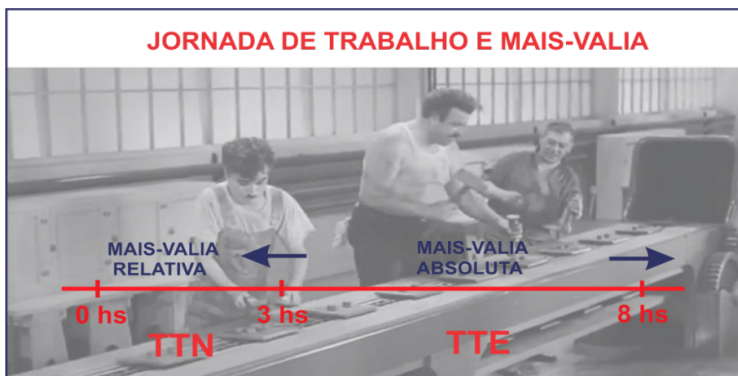 JORNADA DE TRABALHO E MAIS-VALIA
MAIS-VALIA
RELATIVA
MAIS-VALIA
ABSOLUTA
0 hs
3 hs
8 hs
TTN
TTE